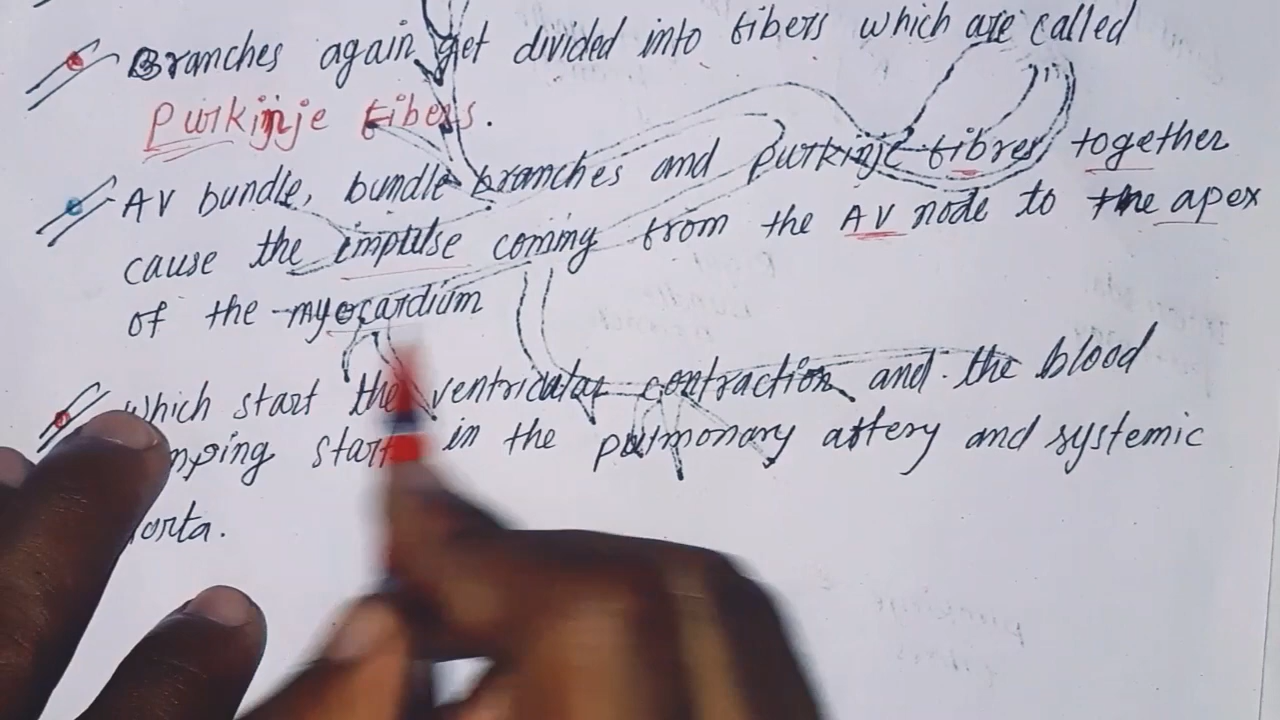 Branches again get divided into fibers which are called
Purkinje fibers.
AV bundle, bundle branches and purkinje fibres together
cause the impulse coming from the AV node to the apex
of the myocardium
which start the ventricular contraction and the blood
start in the pulmonary artery and systemic